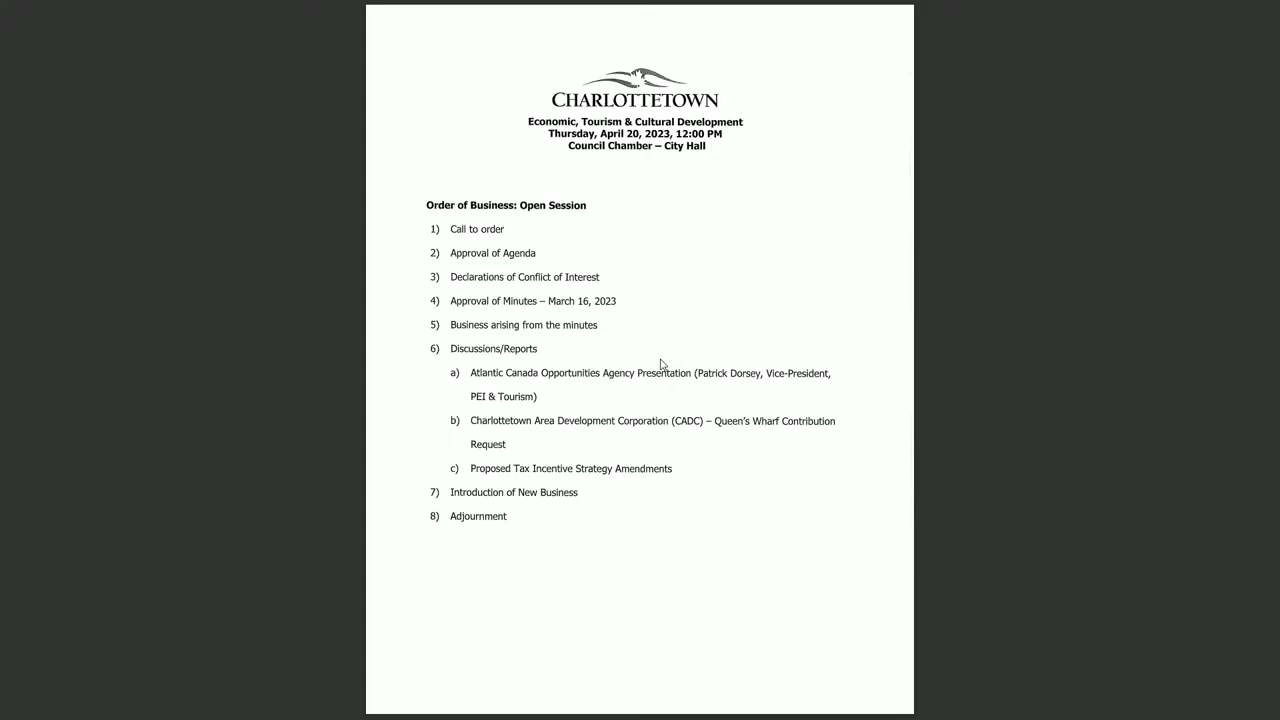 CHARLOTTETOWN
Economic, Tourism & Cultural Development
Thursday, April 20, 2023, 12:00 PM
Council Chamber – City Hall
Order of Business: Open Session
1) Call to order
2) Approval of Agenda
3) Declarations of Conflict of Interest
4) Approval of Minutes – March 16, 2023
5) Business arising from the minutes
6) Discussions/Reports
a) Atlantic Canada Opportunities Agency Presentation (Patrick Dorsey, Vice-President,
PEI & Tourism)
b) Charlottetown Area Development Corporation (CADC) – Queen’s Wharf Contribution
Request
c) Proposed Tax Incentive Strategy Amendments
7) Introduction of New Business
8) Adjournment